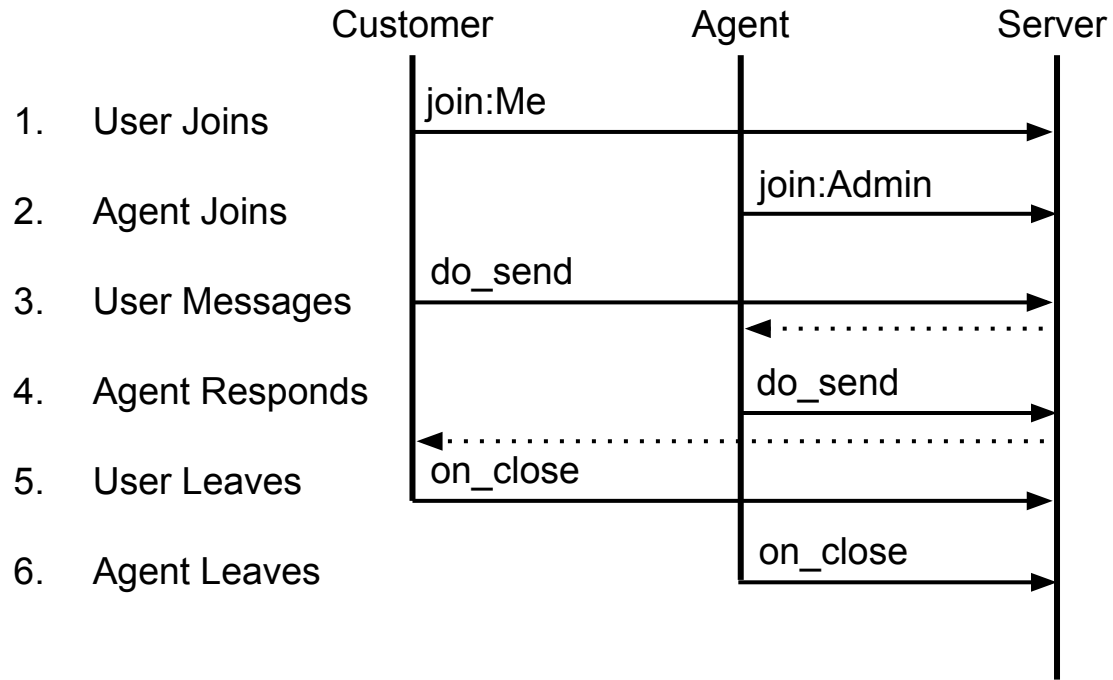 Customer Agent Server
join:Me
1. User Joins
join:Admin
2. Agent Joins
do_send
3. User Messages
do_send
4. Agent Responds
on_close
5. User Leaves
on_close
6. Agent Leaves